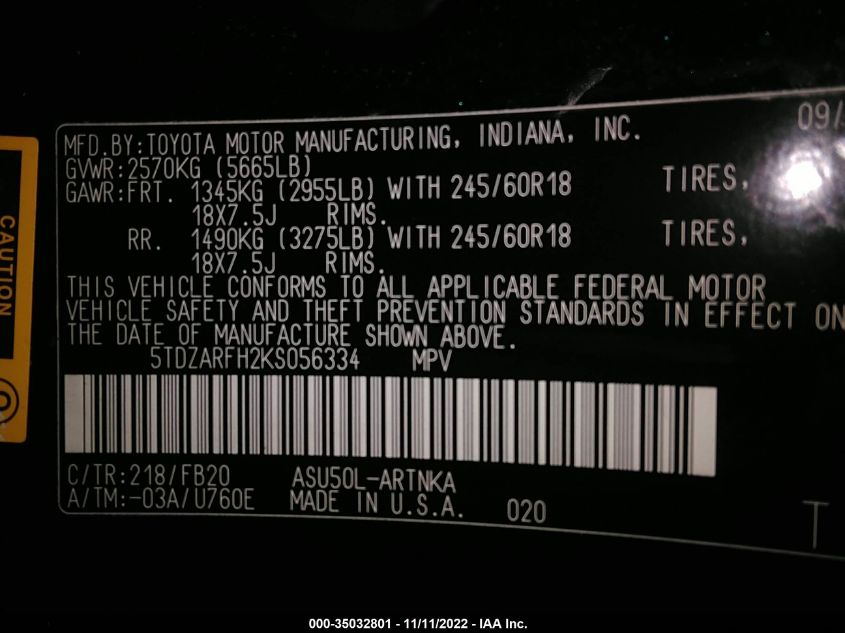 09/
MFD.BY:TOYOTA MOTOR MANUFACTURING, INDIANA, INC.
GVWR:2570KG (5665LB)
GAWR:FRT. 1345KG (2955LB) WITH 245/60R18 TIRES,
18X7.5J RIMS.
RR. 1490KG (3275LB) WITH 245/60R18 TIRES,
18X7.5J RIMS.
THIS VEHICLE CONFORMS TO ALL APPLICABLE FEDERAL MOTOR
VEHICLE SAFETY AND THEFT PREVENTION STANDARDS IN EFFECT ON
THE DATE OF MANUFACTURE SHOWN ABOVE.
5TDZARFH2KS056334 MPV
C/TR:218/FB20 ASU50L-ARTNKA
A/TM:-03A/U760E MADE IN U.S.A. 020
T
CAUTION
000-35032801 - 11/11/2022 - IAA Inc.